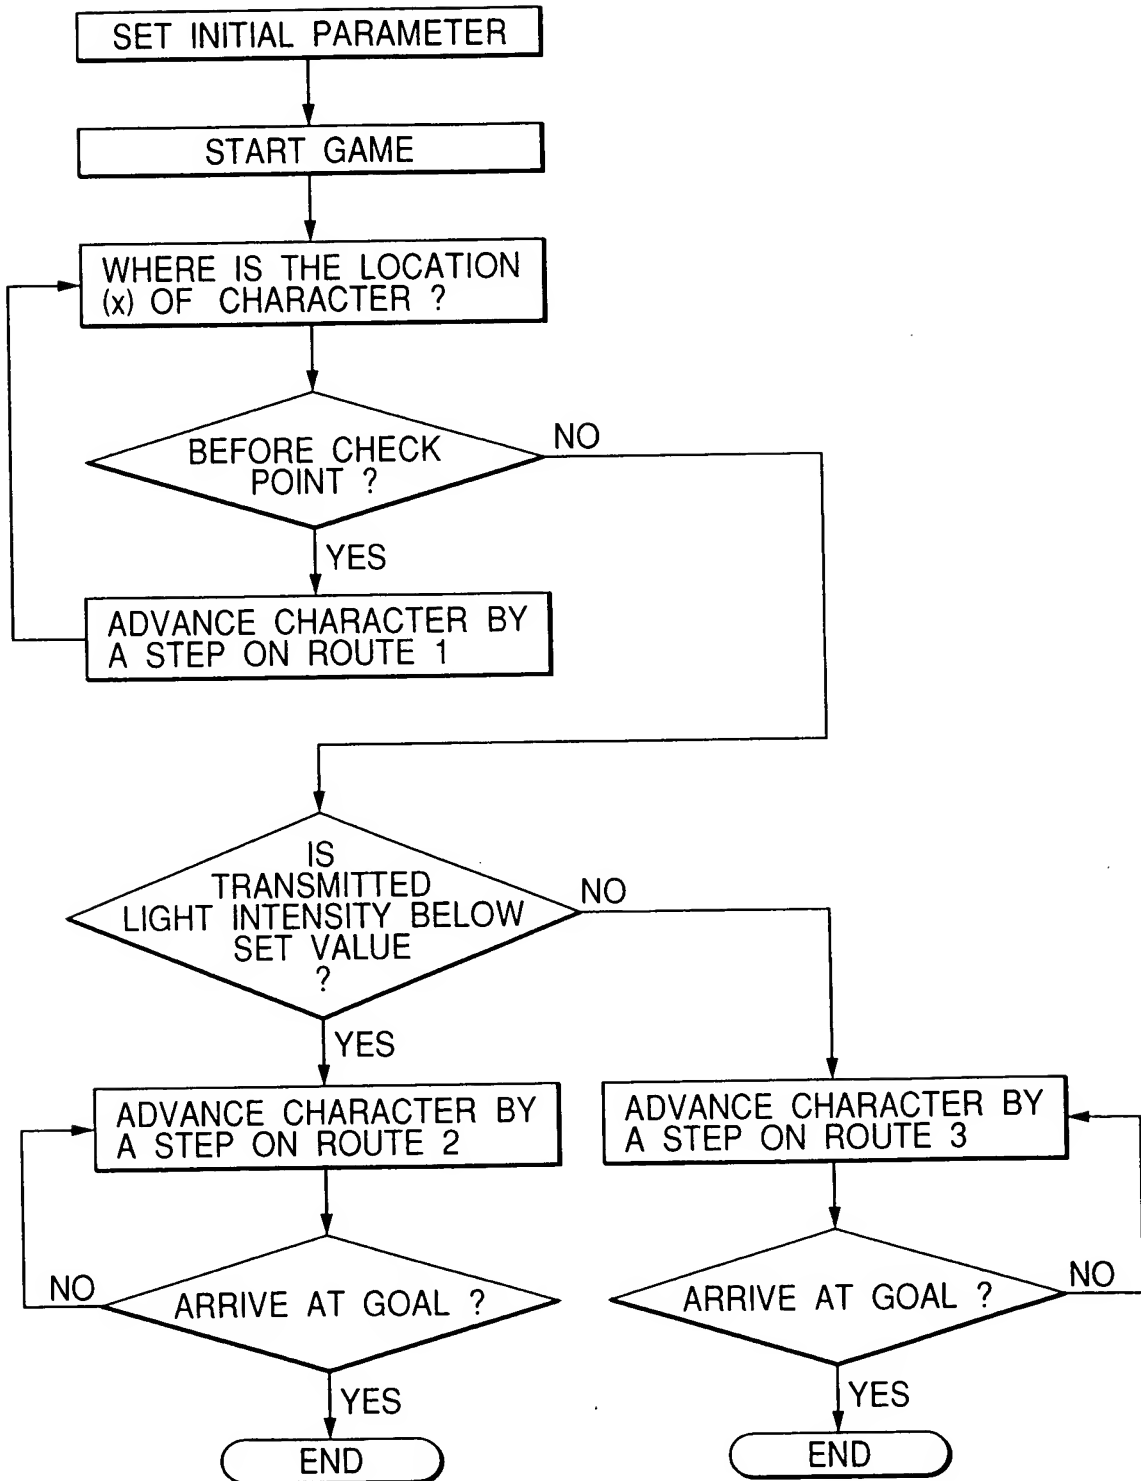 SET INITIAL PARAMETER
START GAME
WHERE IS THE LOCATION
(x) OF CHARACTER ?
BEFORE CHECK
POINT ?
NO
YES
ADVANCE CHARACTER BY
A STEP ON ROUTE 1
IS
TRANSMITTED
LIGHT INTENSITY BELOW
SET VALUE
?
NO
YES
ADVANCE CHARACTER BY
A STEP ON ROUTE 2
ADVANCE CHARACTER BY
A STEP ON ROUTE 3
NO
ARRIVE AT GOAL ?
ARRIVE AT GOAL ?
NO
YES
YES
END
END